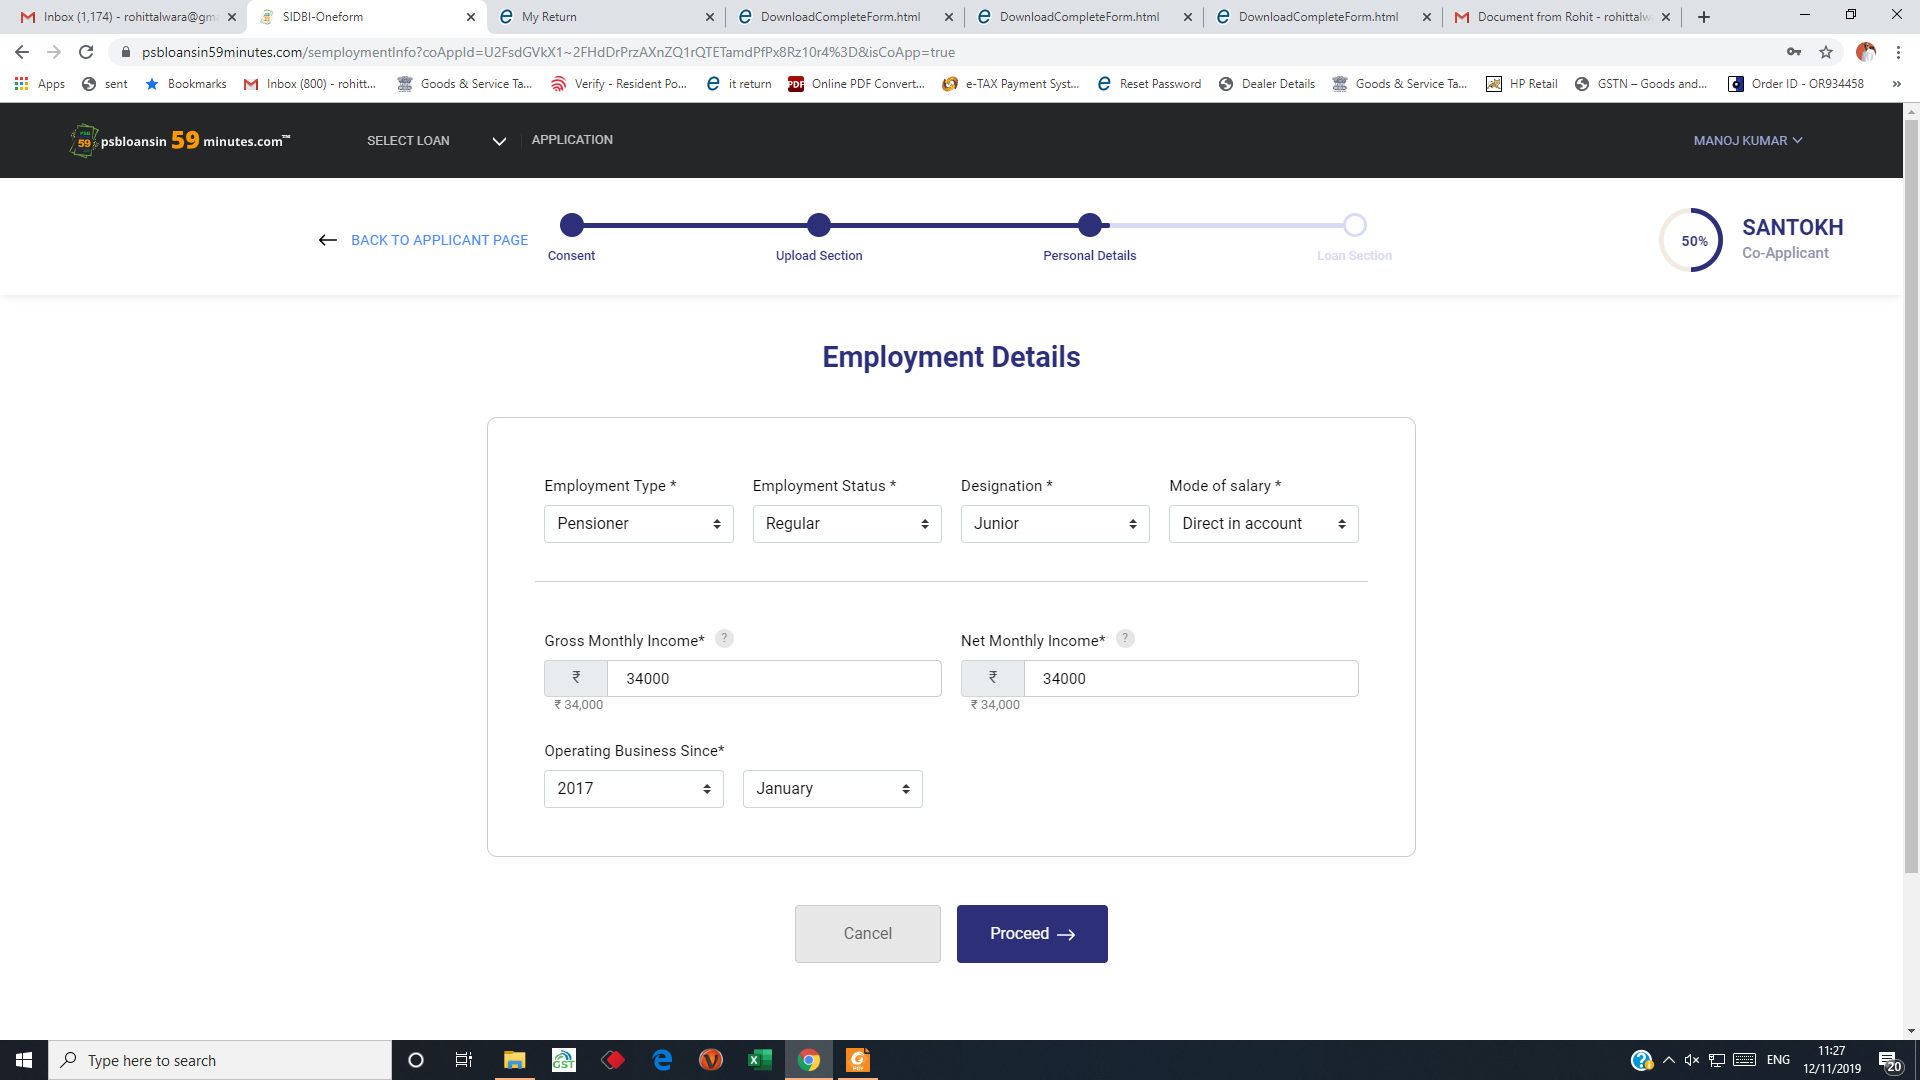 Inbox (1,174) - rohittalwara@gm
SIDBI-Oneform
My Return
DownloadCompleteForm.html
DownloadCompleteForm.html
DownloadCompleteForm.html
Document from Rohit - rohittalw
psbloansin59minutes.com/semploymentInfo?coAppId=U2FsdGVkX1~2FHdDrPrzAXnZQ1rQTETamdPfPx8Rz10r4%3D&isCoApp=true
Apps
sent
Bookmarks
Inbox (800) - rohitt...
Goods & Service Ta...
Verify - Resident Po...
it return
PDF
Online PDF Convert...
e-TAX Payment Syst...
Reset Password
Dealer Details
Goods & Service Ta...
HP Retail
GSTN – Goods and...
Order ID - OR934458
»
psbloansin 59 minutes.com™
SELECT LOAN
APPLICATION
MANOJ KUMAR
BACK TO APPLICANT PAGE
Consent
Upload Section
Personal Details
Loan Section
50%
SANTOKH
Co-Applicant
Employment Details
Employment Type *
Employment Status *
Designation *
Mode of salary *
Pensioner
Regular
Junior
Direct in account
Gross Monthly Income* ?
Net Monthly Income* ?
₹ 34000
₹ 34000
₹ 34,000
₹ 34,000
Operating Business Since*
2017
January
Cancel
Proceed
Type here to search
GST
ENG
11:27
12/11/2019
20